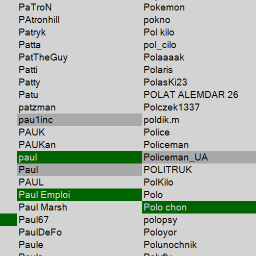 PaTroN
PAtronhill
Patryk
Patta
PatTheGuy
Patti
Patty
Patu
patzman
pau1inc
PAUK
PAUKan
paul
Paul
PAUL
Paul Emploi
Paul Marsh
Paul67
PaulDeFo
Paule
Paulo
Pokemon
pokno
Pol kilo
pol_cilo
Polaaaak
Polaris
PolasKi23
POLAT ALEMDAR 26
Polczek1337
poldik.m
Police
Policeman
Policeman_UA
POLITRUK
PolKilo
Polo
Polo chon
polopsy
Poloyor
Polunochnik